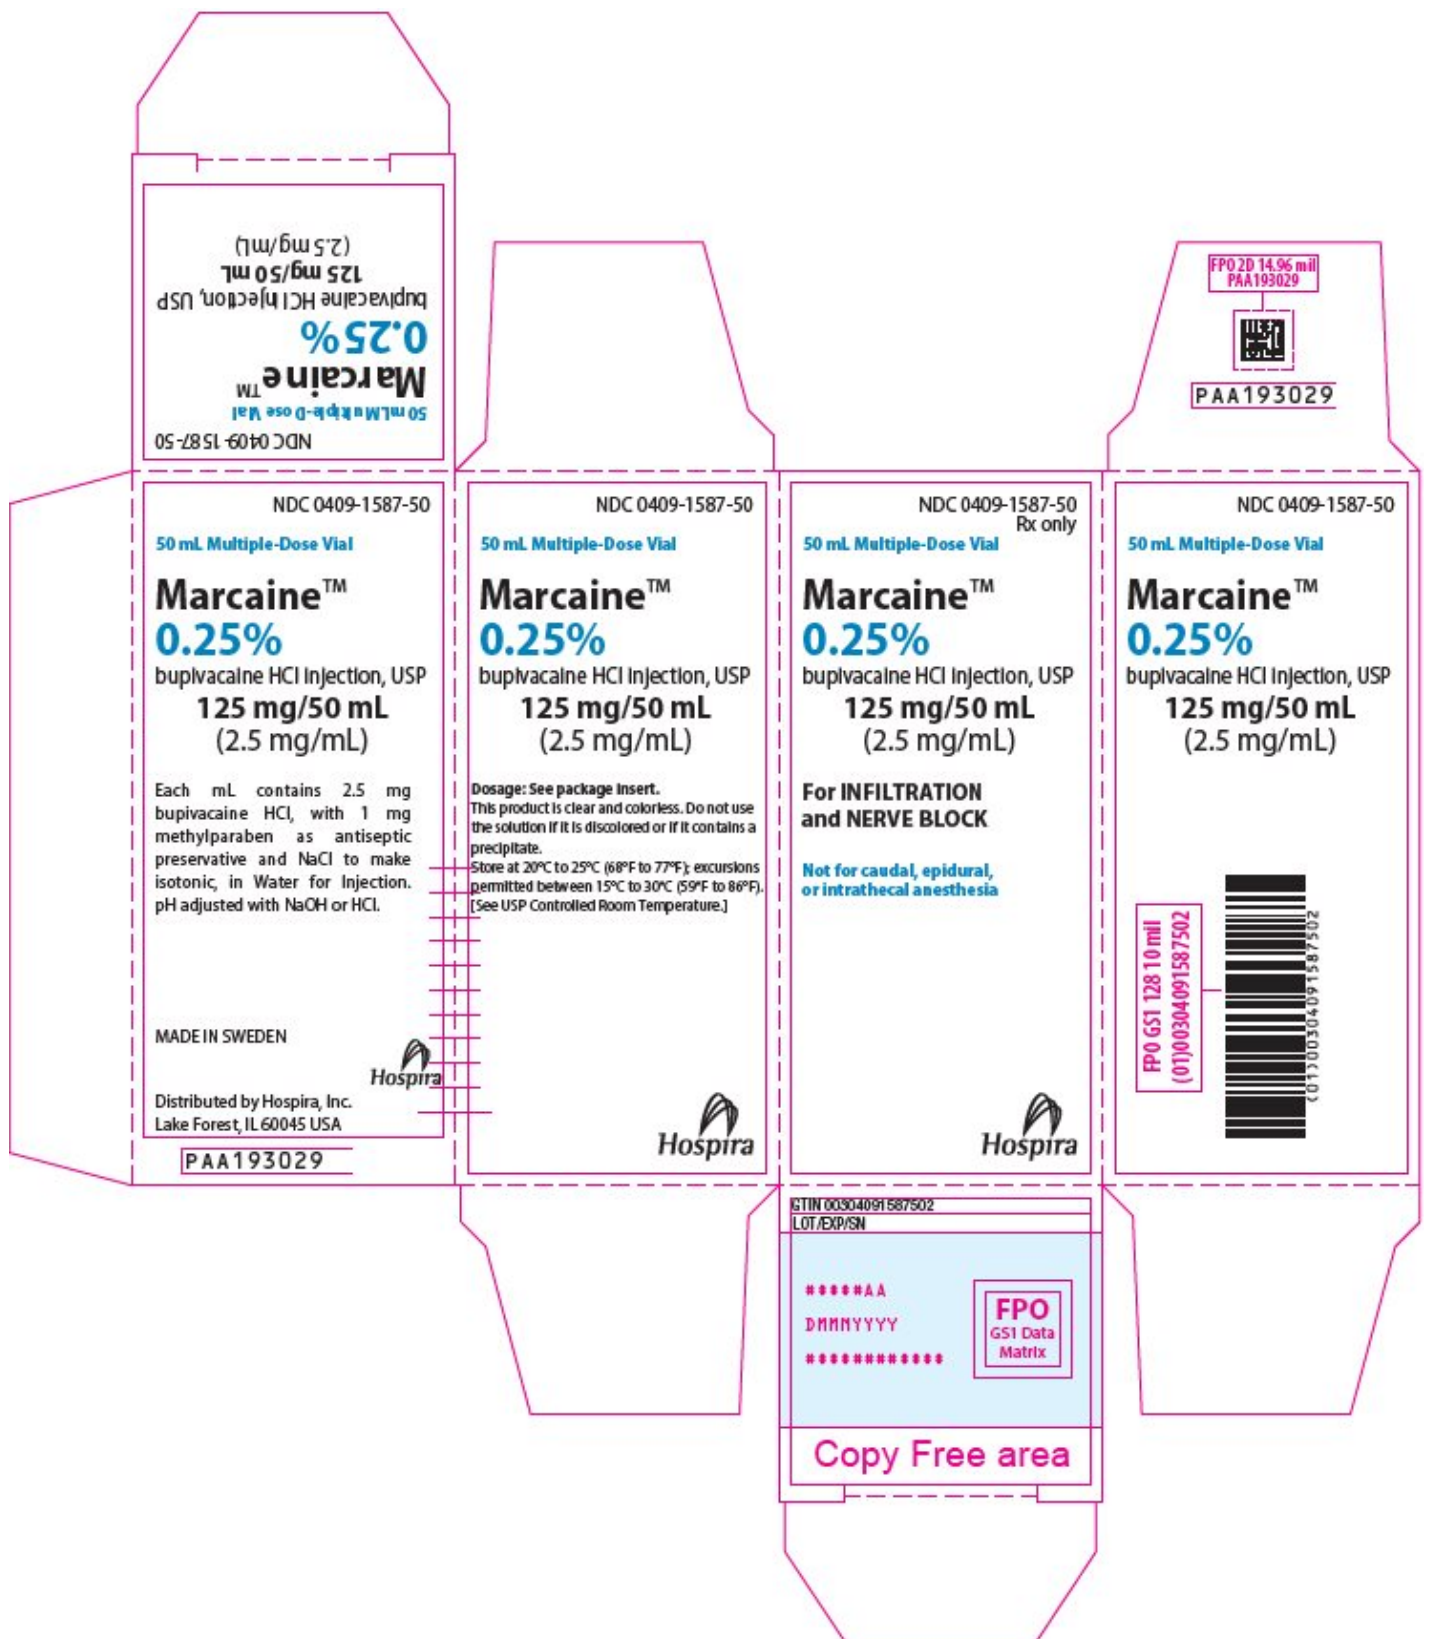 (2.5 mg/mL)
125 mg/50 mL
bupivacaine HCl injection, USP
0.25%
Marcaine™
50 mL Multiple-Dose Vial
NDC 0409-1587-50
FPO 2D 14.96 mil
PAA193029
PAA193029
NDC 0409-1587-50
50 mL Multiple-Dose Vial
Marcaine™
0.25%
bupivacaine HCl injection, USP
125 mg/50 mL
(2.5 mg/mL)
Each mL contains 2.5 mg
bupivacaine HCl, with 1 mg
methylparaben as antiseptic
preservative and NaCl to make
isotonic, in Water for Injection.
pH adjusted with NaOH or HCl.
MADE IN SWEDEN
Hospira
Distributed by Hospira, Inc.
Lake Forest, IL 60045 USA
PAA193029
NDC 0409-1587-50
50 mL Multiple-Dose Vial
Marcaine™
0.25%
bupivacaine HCl injection, USP
125 mg/50 mL
(2.5 mg/mL)
Dosage: See package insert.
This product is clear and colorless. Do not use
the solution if it is discolored or if it contains a
precipitate.
Store at 20°C to 25°C (68°F to 77°F); excursions
permitted between 15°C to 30°C (59°F to 86°F).
[See USP Controlled Room Temperature.]
Hospira
NDC 0409-1587-50
Rx only
50 mL Multiple-Dose Vial
Marcaine™
0.25%
bupivacaine HCl injection, USP
125 mg/50 mL
(2.5 mg/mL)
For INFILTRATION
and NERVE BLOCK
Not for caudal, epidural,
or intrathecal anesthesia
Hospira
NDC 0409-1587-50
50 mL Multiple-Dose Vial
Marcaine™
0.25%
bupivacaine HCl injection, USP
125 mg/50 mL
(2.5 mg/mL)
FPO GS1 128 10 mil
(01)00304091587502
(01)00304091587502
GTIN 00304091587502
LOT/EXP/SN
#####AA
DMMMYYYY
############
FPO
GS1 Data
Matrix
Copy Free area